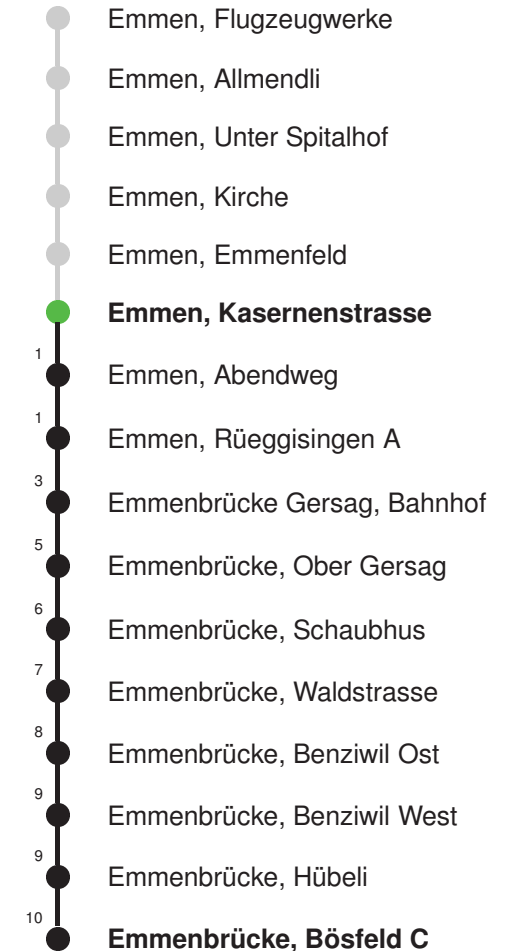 Emmen, Flugzeugwerke
Emmen, Allmendli
Emmen, Unter Spitalhof
Emmen, Kirche
Emmen, Emmenfeld
Emmen, Kasernenstrasse
1 Emmen, Abendweg
1 Emmen, Rüeggisingen A
3 Emmenbrücke Gersag, Bahnhof
5 Emmenbrücke, Ober Gersag
6 Emmenbrücke, Schaubhus
7 Emmenbrücke, Waldstrasse
8 Emmenbrücke, Benziwil Ost
9 Emmenbrücke, Benziwil West
9 Emmenbrücke, Hübeli
10 Emmenbrücke, Bösfeld C